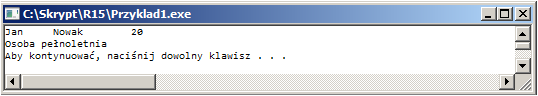 C:\Skrypt\R15\Przyklad1.exe
Jan Nowak 20
Osoba pełnoletnia
Aby kontynuować, naciśnij dowolny klawisz . . .